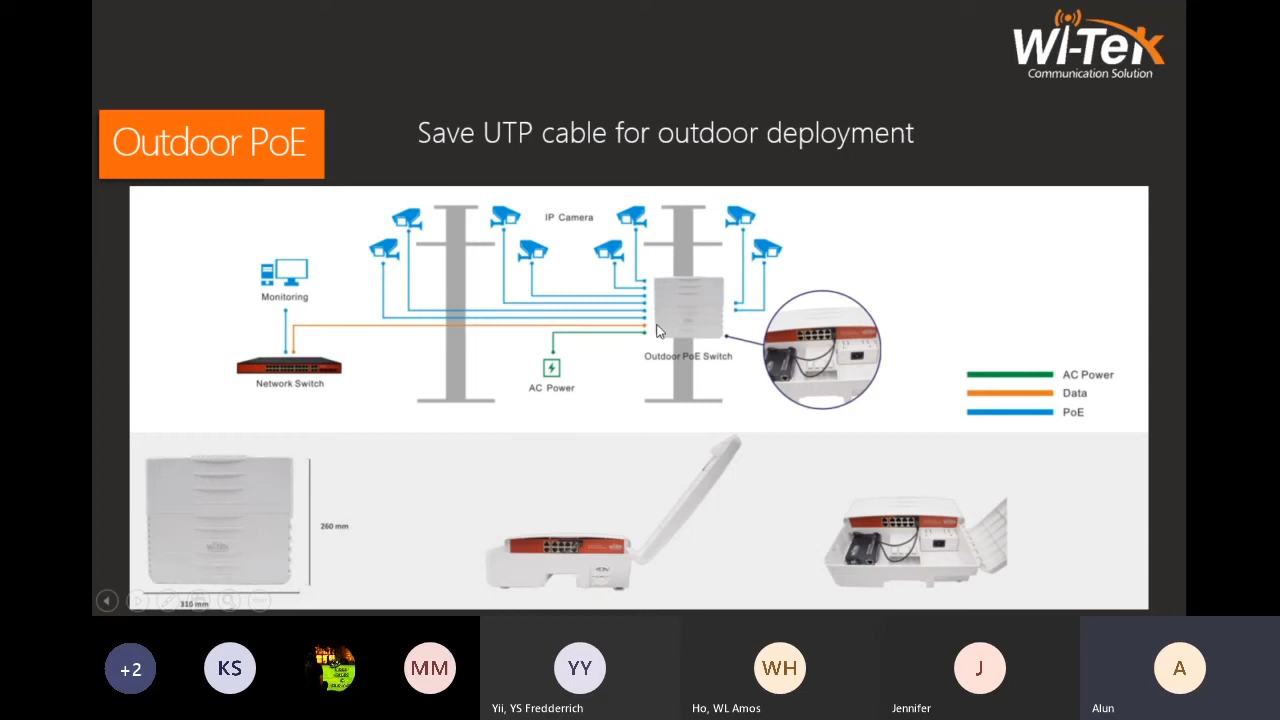 Wi-Tek
Communication Solution
Outdoor PoE
Save UTP cable for outdoor deployment
IP Camera
Monitoring
Network Switch
AC Power
Outdoor PoE Switch
AC Power
Data
PoE
260 mm
310 mm
Wi-Tek
+2
KS
MM
YY
WH
J
A
Yii, YS Fredderrich
Ho, WL Amos
Jennifer
Alun